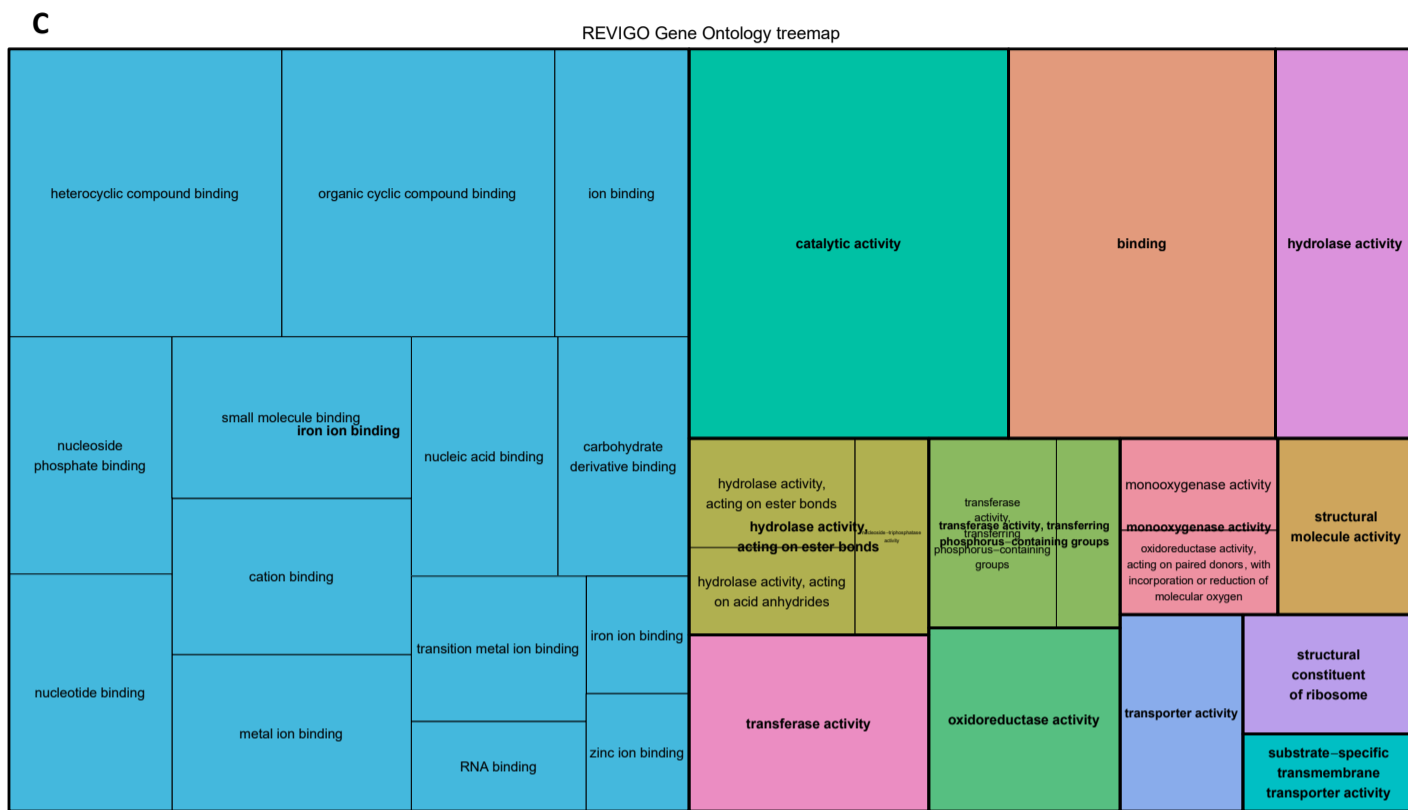 C
REVIGO Gene Ontology treemap
heterocyclic compound binding
organic cyclic compound binding
ion binding
catalytic activity
binding
hydrolase activity
nucleoside
phosphate binding
small molecule binding
iron ion binding
nucleic acid binding
carbohydrate
derivative binding
cation binding
nucleotide binding
metal ion binding
transition metal ion binding
iron ion binding
RNA binding
zinc ion binding
hydrolase activity,
acting on ester bonds
hydrolase activity,
acting on ester bonds
hydrolase activity, acting
on acid anhydrides
activity
transferase
activity,
transferring
phosphorus−containing
groups
transferase activity, transferring
phosphorus−containing groups
monooxygenase activity
monooxygenase activity
oxidoreductase activity,
acting on paired donors, with
incorporation or reduction of
molecular oxygen
structural
molecule activity
transferase activity
oxidoreductase activity
transporter activity
structural
constituent
of ribosome
substrate−specific
transmembrane
transporter activity